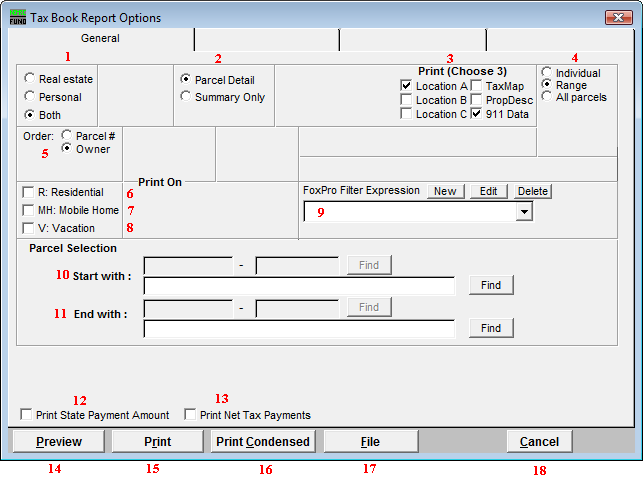 FUND Tax Book Report Options
General
1 2 3 4
Real estate Parcel Detail Print (Choose 3) Individual
Personal Summary Only Location A TaxMap Range
Both Location B PropDesc All parcels
Location C 911 Data
Order: Parcel #
5 Owner
Print On
R: Residential 6 FoxPro Filter Expression New Edit Delete
MH: Mobile Home 7 9
V: Vacation 8
Parcel Selection
- Find
10 Start with : Find
- Find
11 End with : Find
12 13
Print State Payment Amount Print Net Tax Payments
Preview Print Print Condensed File Cancel
14 15 16 17 18